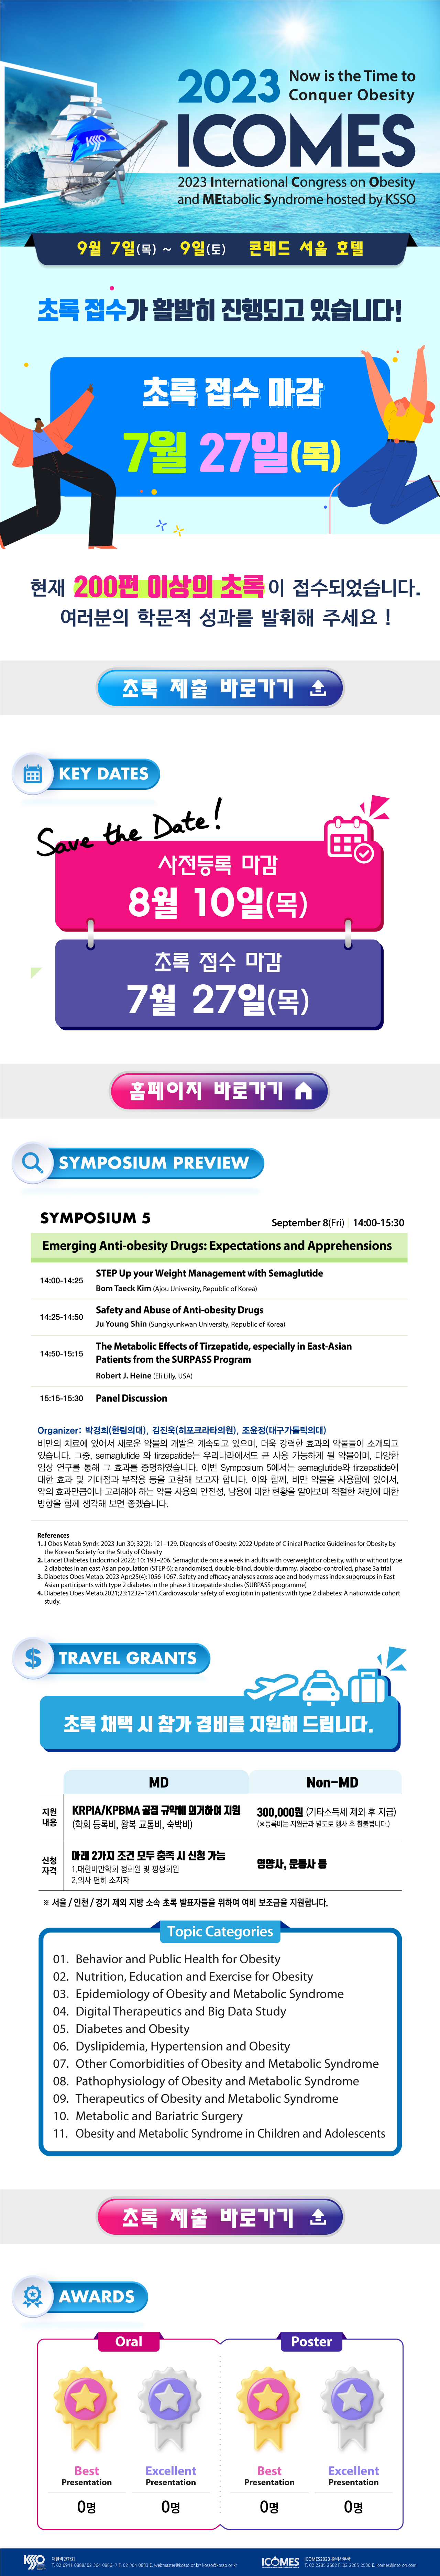 KSSO
2023 Now is the Time to
Conquer Obesity
ICOMES
2023 International Congress on Obesity
and MEtabolic Syndrome hosted by KSSO
9월 7일(목) ~ 9일(토) 콘래드 서울 호텔
초록 접수가 활발히 진행되고 있습니다!
초록 접수 마감
7월 27일(목)
현재 200편 이상의 초록이 접수되었습니다.
여러분의 학문적 성과를 발휘해 주세요 !
초록 제출 바로가기
KEY DATES
Save the Date!
사전등록 마감
8월 10일(목)
초록 접수 마감
7월 27일(목)
홈페이지 바로가기
SYMPOSIUM PREVIEW
SYMPOSIUM 5
September 8(Fri) | 14:00-15:30
Emerging Anti-obesity Drugs: Expectations and Apprehensions
14:00-14:25 STEP Up your Weight Management with Semaglutide
Bom Taeck Kim (Ajou University, Republic of Korea)
14:25-14:50 Safety and Abuse of Anti-obesity Drugs
Ju Young Shin (Sungkyunkwan University, Republic of Korea)
14:50-15:15 The Metabolic Effects of Tirzepatide, especially in East-Asian
Patients from the SURPASS Program
Robert J. Heine (Eli Lilly, USA)
15:15-15:30 Panel Discussion
Organizer: 박경희(한림의대), 김진욱(히포크라타의원), 조윤정(대구가톨릭의대)
비만의 치료에 있어서 새로운 약물의 개발은 계속되고 있으며, 더욱 강력한 효과의 약물들이 소개되고
있습니다. 그중, semaglutide 와 tirzepatide는 우리나라에서도 곧 사용 가능하게 될 약물이며, 다양한
임상 연구를 통해 그 효과를 증명하였습니다. 이번 Symposium 5에서는 semaglutide와 tirzepatide에
대한 효과 및 기대점과 부작용 등을 고찰해 보고자 합니다. 이와 함께, 비만 약물을 사용함에 있어서,
약의 효과만큼이나 고려해야 하는 약물 사용의 안전성, 남용에 대한 현황을 알아보며 적절한 처방에 대한
방향을 함께 생각해 보면 좋겠습니다.
References
1. J Obes Metab Syndr. 2023 Jun 30; 32(2): 121–129. Diagnosis of Obesity: 2022 Update of Clinical Practice Guidelines for Obesity by
the Korean Society for the Study of Obesity
2. Lancet Diabetes Endocrinol 2022; 10: 193–206. Semaglutide once a week in adults with overweight or obesity, with or without type
2 diabetes in an east Asian population (STEP 6): a randomised, double-blind, double-dummy, placebo-controlled, phase 3a trial
3. Diabetes Obes Metab. 2023 Apr;25(4):1056-1067. Safety and efficacy analyses across age and body mass index subgroups in East
Asian participants with type 2 diabetes in the phase 3 tirzepatide studies (SURPASS programme)
4. Diabetes Obes Metab.2021;23:1232–1241.Cardiovascular safety of evogliptin in patients with type 2 diabetes: A nationwide cohort
study.
TRAVEL GRANTS
초록 채택 시 참가 경비를 지원해 드립니다.
MD Non-MD
지원
내용
KRPIA/KPBMA 공정 규약에 의거하여 지원
(학회 등록비, 왕복 교통비, 숙박비)
300,000원 (기타소득세 제외 후 지급)
(※등록비는 지원금과 별도로 행사 후 환불됩니다.)
신청
자격
아래 2가지 조건 모두 충족 시 신청 가능
1.대한비만학회 정회원 및 평생회원
2.의사 면허 소지자
영양사, 운동사 등
※ 서울 / 인천 / 경기 제외 지방 소속 초록 발표자들을 위하여 여비 보조금을 지원합니다.
Topic Categories
01. Behavior and Public Health for Obesity
02. Nutrition, Education and Exercise for Obesity
03. Epidemiology of Obesity and Metabolic Syndrome
04. Digital Therapeutics and Big Data Study
05. Diabetes and Obesity
06. Dyslipidemia, Hypertension and Obesity
07. Other Comorbidities of Obesity and Metabolic Syndrome
08. Pathophysiology of Obesity and Metabolic Syndrome
09. Therapeutics of Obesity and Metabolic Syndrome
10. Metabolic and Bariatric Surgery
11. Obesity and Metabolic Syndrome in Children and Adolescents
초록 제출 바로가기
AWARDS
Oral Poster
Best
Presentation
Excellent
Presentation
Best
Presentation
Excellent
Presentation
0명 0명 0명 0명
KSSO 대한비만학회
ICOMES ICOMES2023 준비사무국
T. 02-2285-2582 F. 02-2285-2530 E. icomes@intoran.com